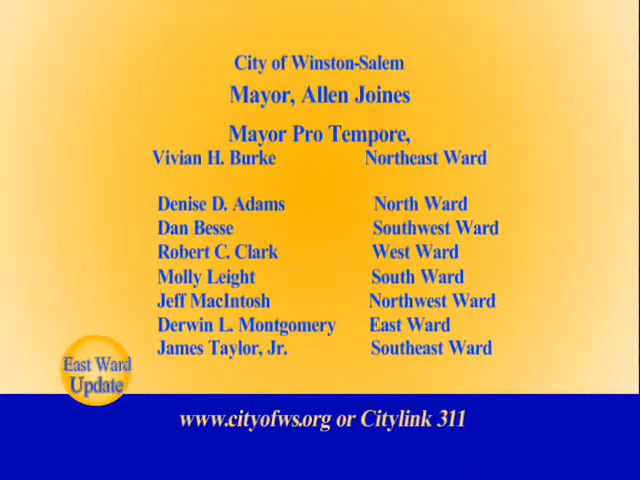 City of Winston-Salem
Mayor, Allen Joines
Mayor Pro Tempore,
Vivian H. Burke Northeast Ward
Denise D. Adams North Ward
Dan Besse Southwest Ward
Robert C. Clark West Ward
Molly Leight South Ward
Jeff MacIntosh Northwest Ward
Derwin L. Montgomery East Ward
James Taylor, Jr. Southeast Ward
East Ward
Update
www.cityofws.org or Citylink 311